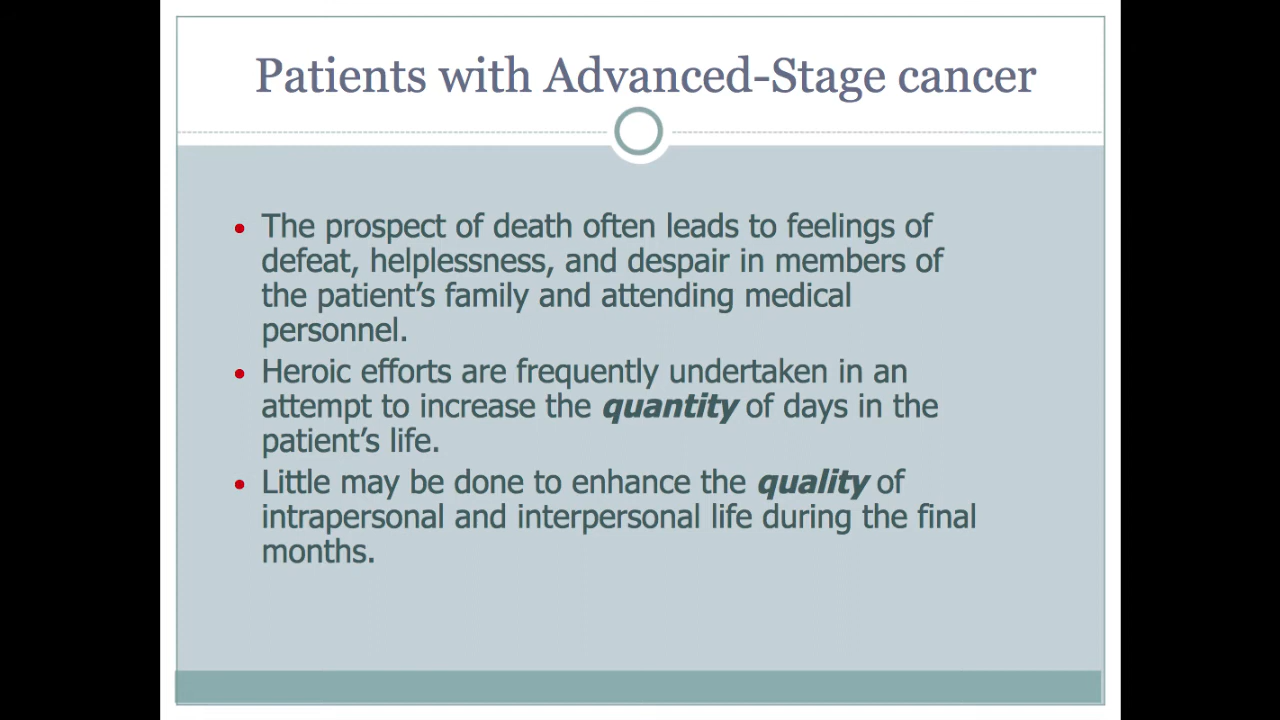 Patients with Advanced-Stage cancer
The prospect of death often leads to feelings of
defeat, helplessness, and despair in members of
the patient’s family and attending medical
personnel.
Heroic efforts are frequently undertaken in an
attempt to increase the quantity of days in the
patient’s life.
Little may be done to enhance the quality of
intrapersonal and interpersonal life during the final
months.